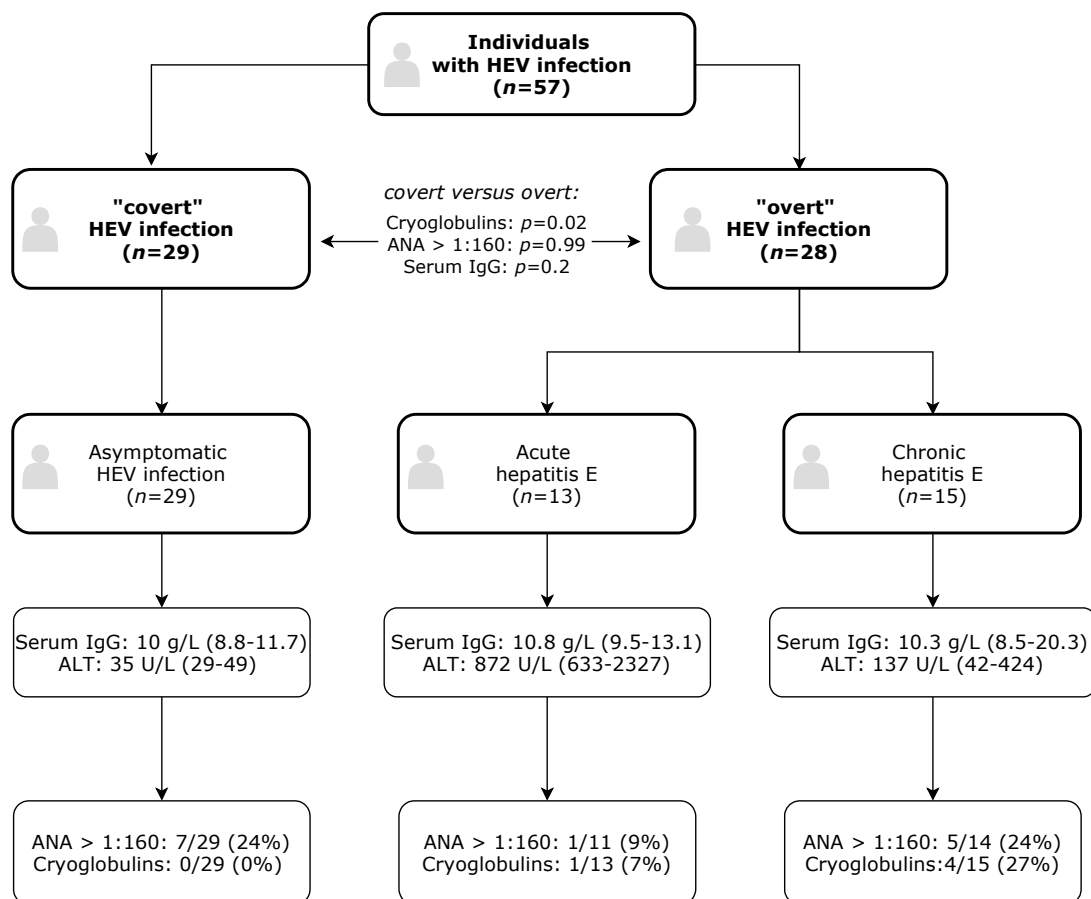 Individuals
with HEV infection
(n=57)
"covert"
HEV infection
(n=29)
covert versus overt:
Cryoglobulins: p=0.02
ANA > 1:160: p=0.99
Serum IgG: p=0.2
"overt"
HEV infection
(n=28)
Asymptomatic
HEV infection
(n=29)
Acute
hepatitis E
(n=13)
Chronic
hepatitis E
(n=15)
Serum IgG: 10 g/L (8.8-11.7)
ALT: 35 U/L (29-49)
Serum IgG: 10.8 g/L (9.5-13.1)
ALT: 872 U/L (633-2327)
Serum IgG: 10.3 g/L (8.5-20.3)
ALT: 137 U/L (42-424)
ANA > 1:160: 7/29 (24%)
Cryoglobulins: 0/29 (0%)
ANA > 1:160: 1/11 (9%)
Cryoglobulins: 1/13 (7%)
ANA > 1:160: 5/14 (24%)
Cryoglobulins:4/15 (27%)